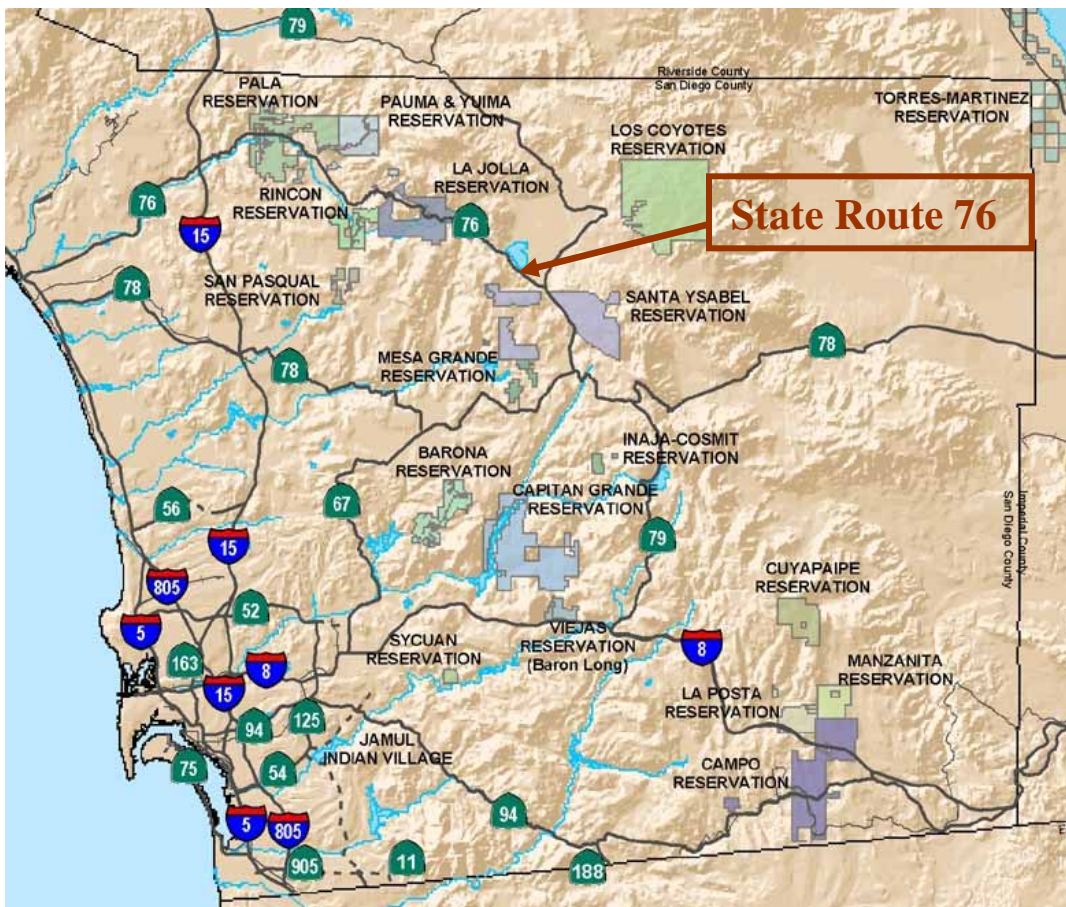 79
Riverside County
San Diego County
PALA
RESERVATION
PAUMA & YUIMA
RESERVATION
TORRES-MARTINEZ
RESERVATION
LOS COYOTES
RESERVATION
LA JOLLA
RESERVATION
RINCON
RESERVATION
76
76
State Route 76
15
SAN PASQUAL
RESERVATION
78
SANTA YSABEL
RESERVATION
78
MESA GRANDE
RESERVATION
78
INAJA-COSMIT
RESERVATION
BARONA
RESERVATION
CAPITAN GRANDE
RESERVATION
67
56
Imperial County
San Diego County
15
79
805
CUYAPAIPE
RESERVATION
52
5
VIEJAS
RESERVATION
(Baron Long)
SYCUAN
RESERVATION
8
163
8
15
MANZANITA
RESERVATION
LA POSTA
RESERVATION
94
125
JAMUL
INDIAN VILLAGE
75
54
CAMPO
RESERVATION
94
5
805
905
11
188